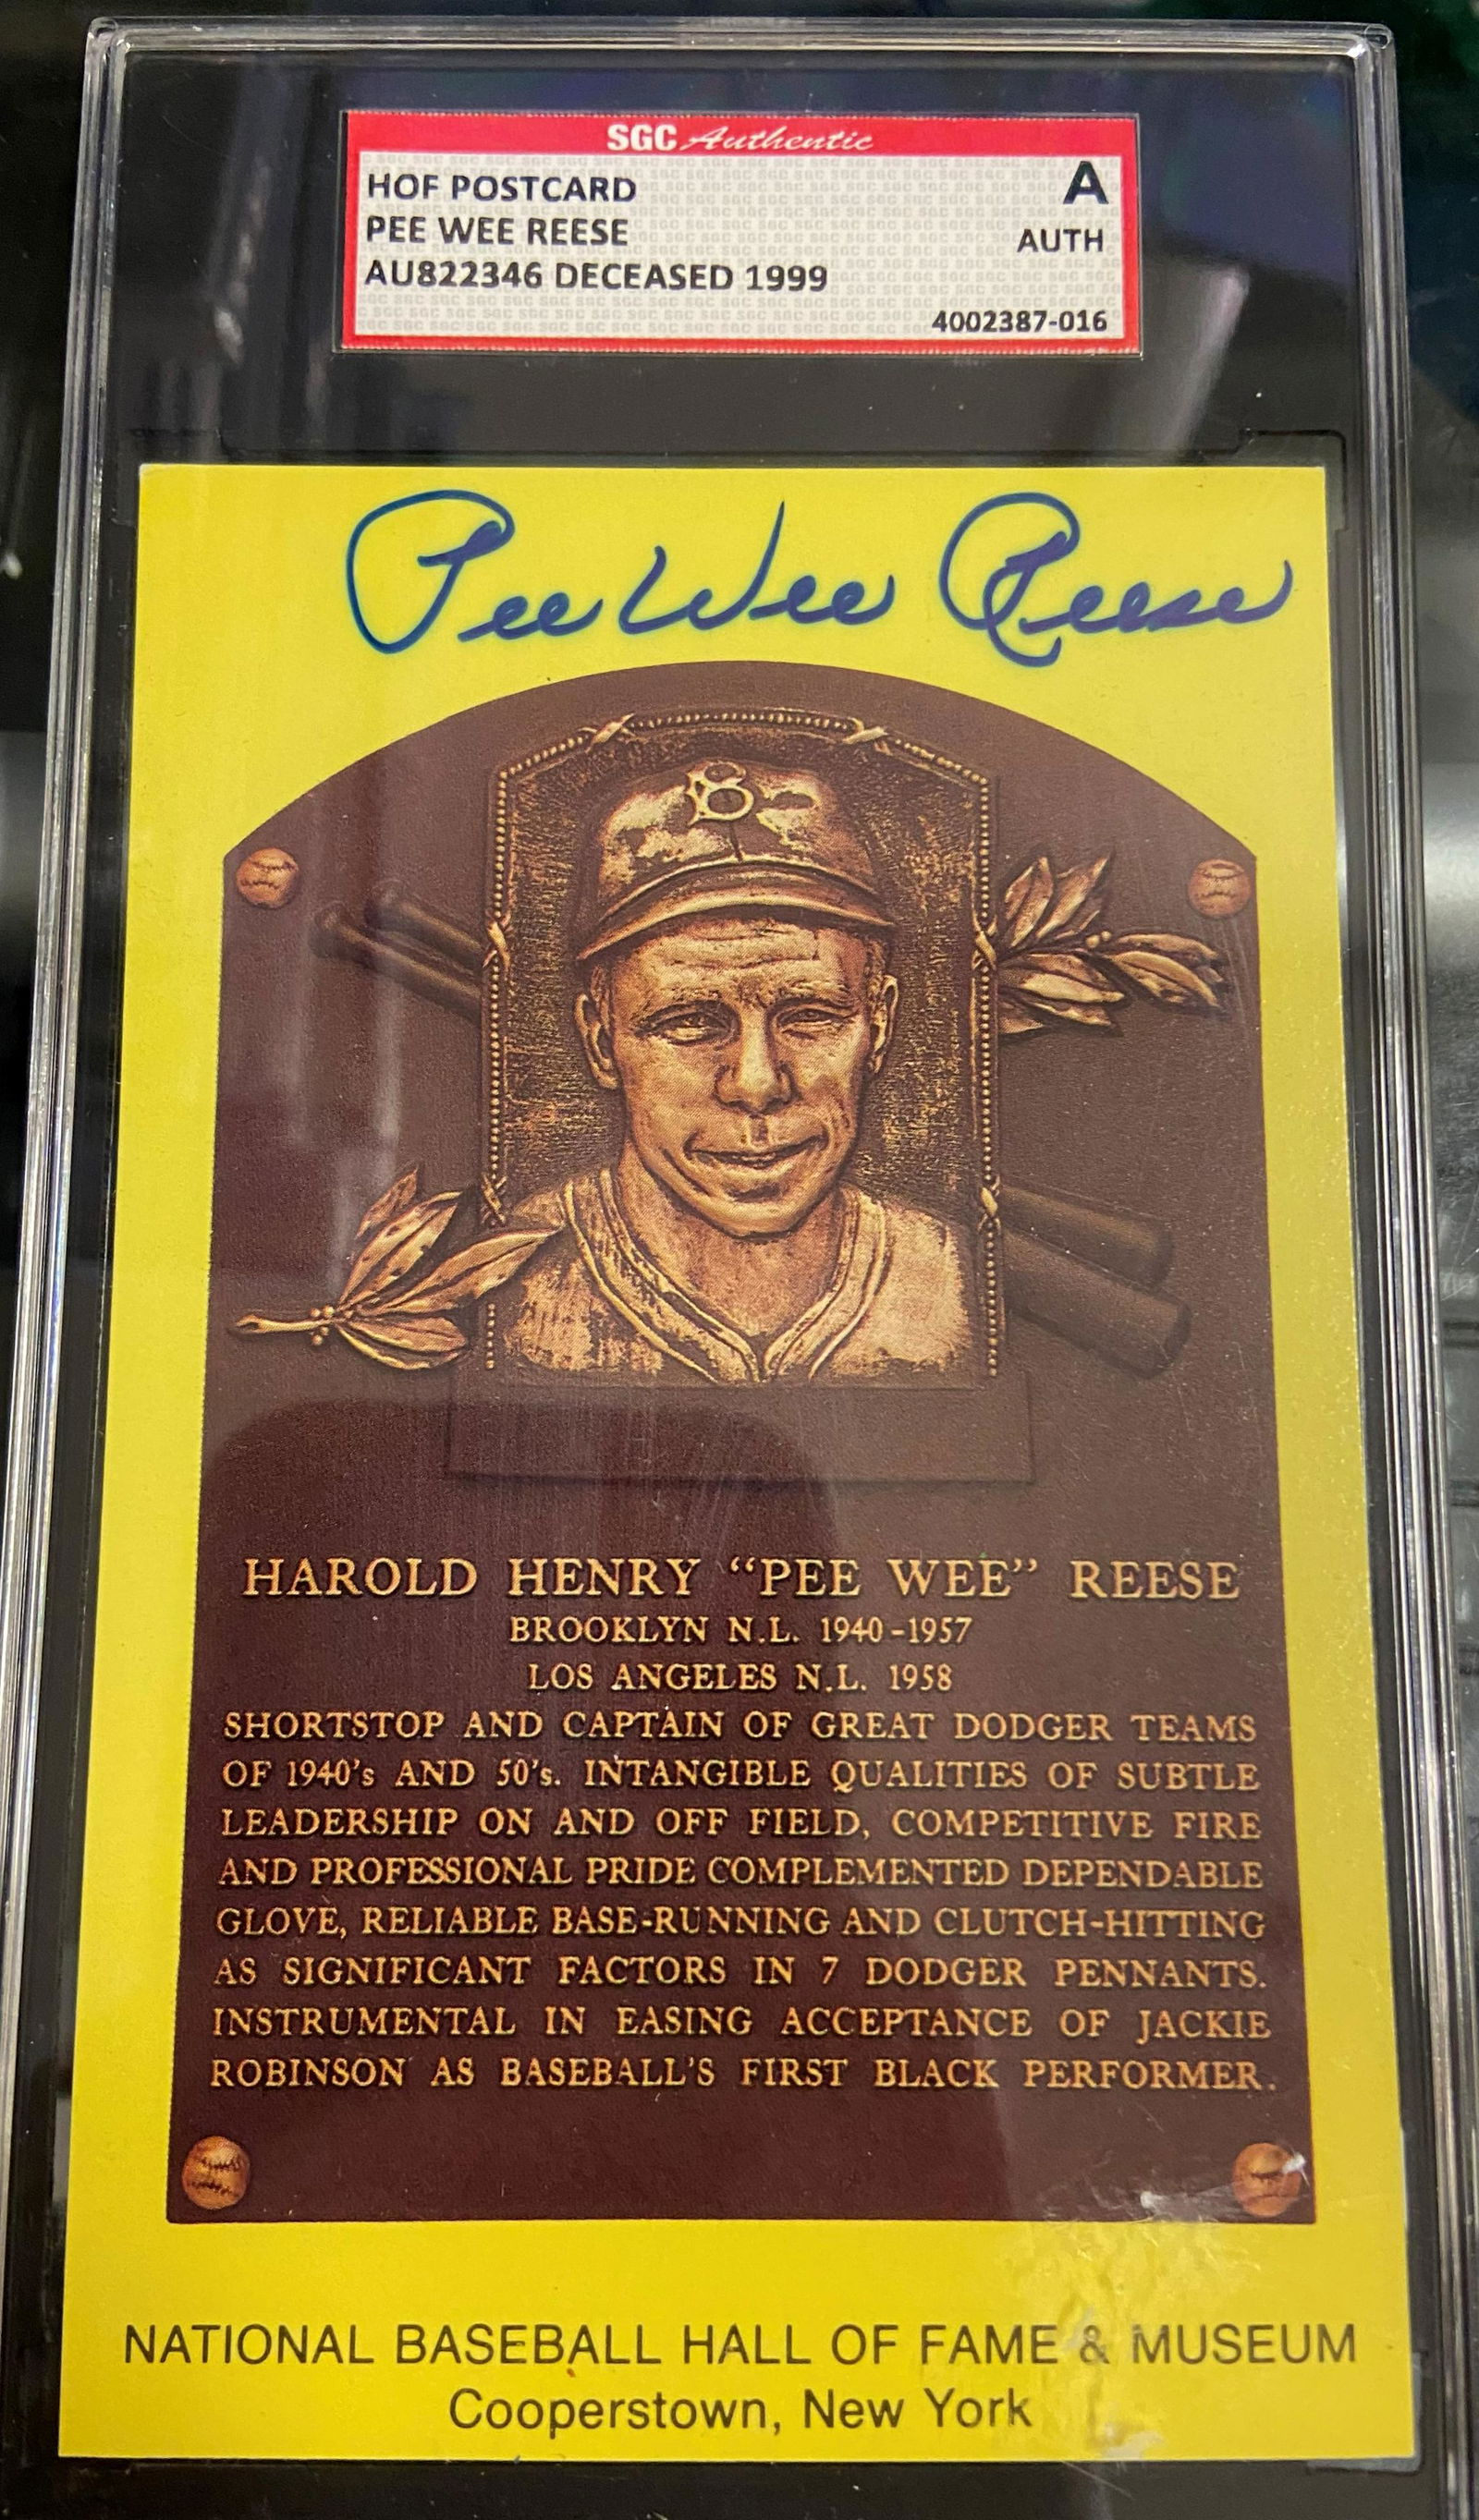 SGC Authentic
HOF POSTCARD A
PEE WEE REESE AUTH
AU822346 DECEASED 1999
4002387-016
Pee Wee Reese
B
HAROLD HENRY “PEE WEE” REESE
BROOKLYN N.L. 1940-1957
LOS ANGELES N.L. 1958
SHORTSTOP AND CAPTAIN OF GREAT DODGER TEAMS
OF 1940's AND 50's. INTANGIBLE QUALITIES OF SUBTLE
LEADERSHIP ON AND OFF FIELD, COMPETITIVE FIRE
AND PROFESSIONAL PRIDE COMPLEMENTED DEPENDABLE
GLOVE, RELIABLE BASE-RUNNING AND CLUTCH-HITTING
AS SIGNIFICANT FACTORS IN 7 DODGER PENNANTS.
INSTRUMENTAL IN EASING ACCEPTANCE OF JACKIE
ROBINSON AS BASEBALL'S FIRST BLACK PERFORMER.
NATIONAL BASEBALL HALL OF FAME & MUSEUM
Cooperstown, New York